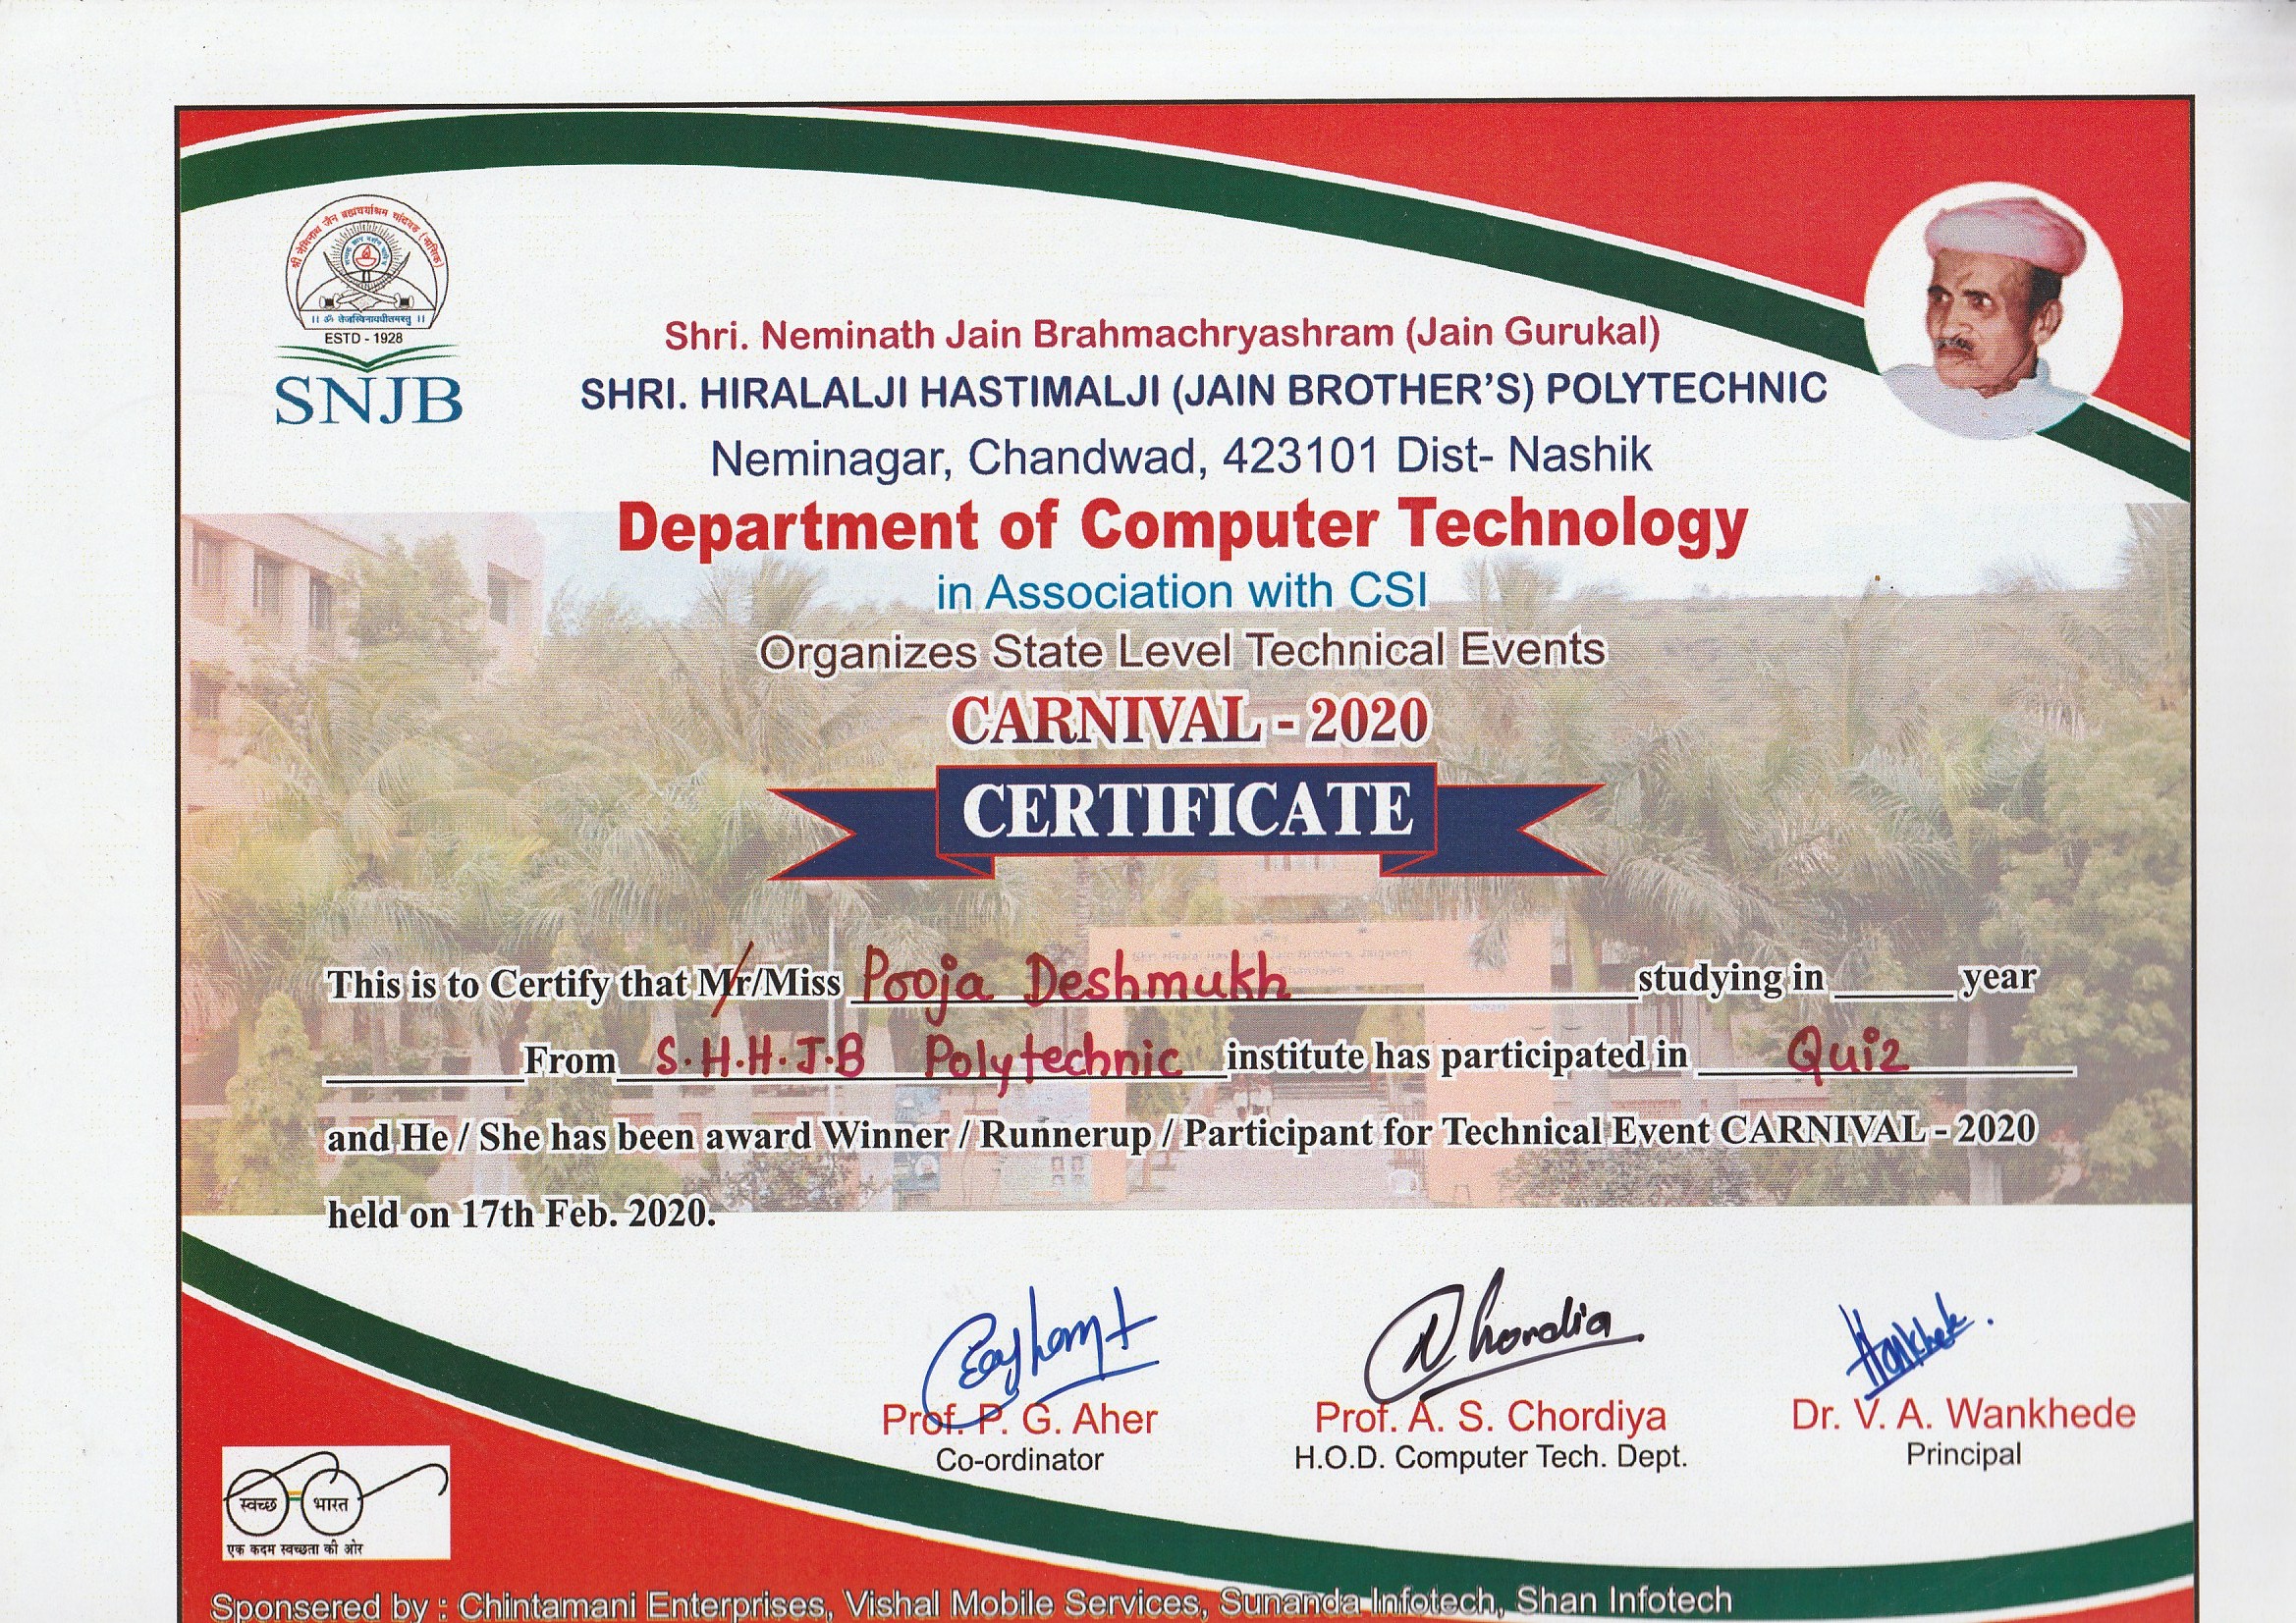 श्री नेमिनाथ जैन ब्रह्मचर्याश्रम चांदवड (नासिक)
।। ॐ तेजस्विनावधीतमस्तु ।।
ESTD - 1928
SNJB
Shri. Neminath Jain Brahmachryashram (Jain Gurukal)
SHRI. HIRALALJI HASTIMALJI (JAIN BROTHER'S) POLYTECHNIC
Neminagar, Chandwad, 423101 Dist- Nashik
Department of Computer Technology
in Association with CSI
Organizes State Level Technical Events
CARNIVAL - 2020
CERTIFICATE
This is to Certify that Mr/Miss Pooja Deshmukh studying in ______ year
__________From S.H.H.J.B Polytechnic institute has participated in Quiz
and He / She has been award Winner / Runnerup / Participant for Technical Event CARNIVAL - 2020
held on 17th Feb. 2020.
Prof. P. G. Aher Prof. A. S. Chordiya Dr. V. A. Wankhede
Co-ordinator H.O.D. Computer Tech. Dept. Principal
स्वच्छ भारत
एक कदम स्वच्छता की ओर
Sponsered by : Chintamani Enterprises, Vishal Mobile Services, Sunanda Infotech, Shan Infotech